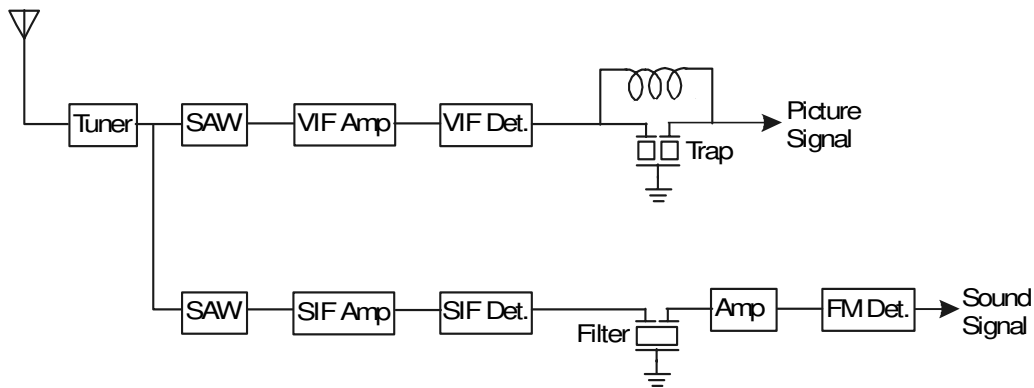 Tuner
SAW
VIF Amp
VIF Det.
Trap
Picture
Signal
SAW
SIF Amp
SIF Det.
Filter
Amp
FM Det.
Sound
Signal